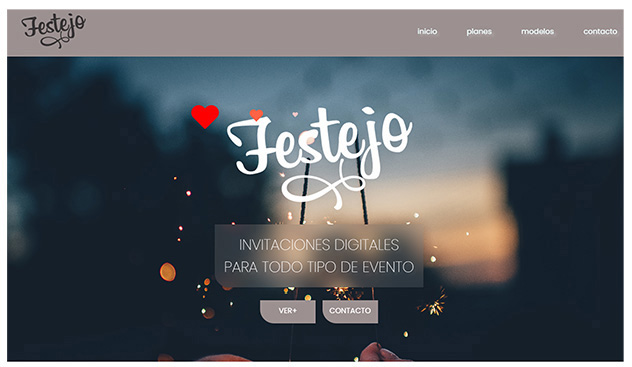 Festejo
inicio planes modelos contacto
Festejo
INVITACIONES DIGITALES
PARA TODO TIPO DE EVENTO
VER+ CONTACTO